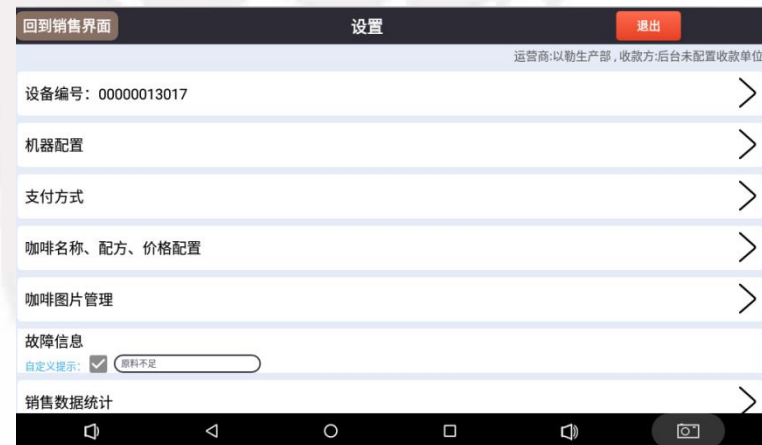 回到销售界面 设置 退出
运营商:以勒生产部 , 收款方:后台未配置收款单位
设备编号：00000013017
机器配置
支付方式
咖啡名称、配方、价格配置
咖啡图片管理
故障信息
自定义提示: 原料不足
销售数据统计